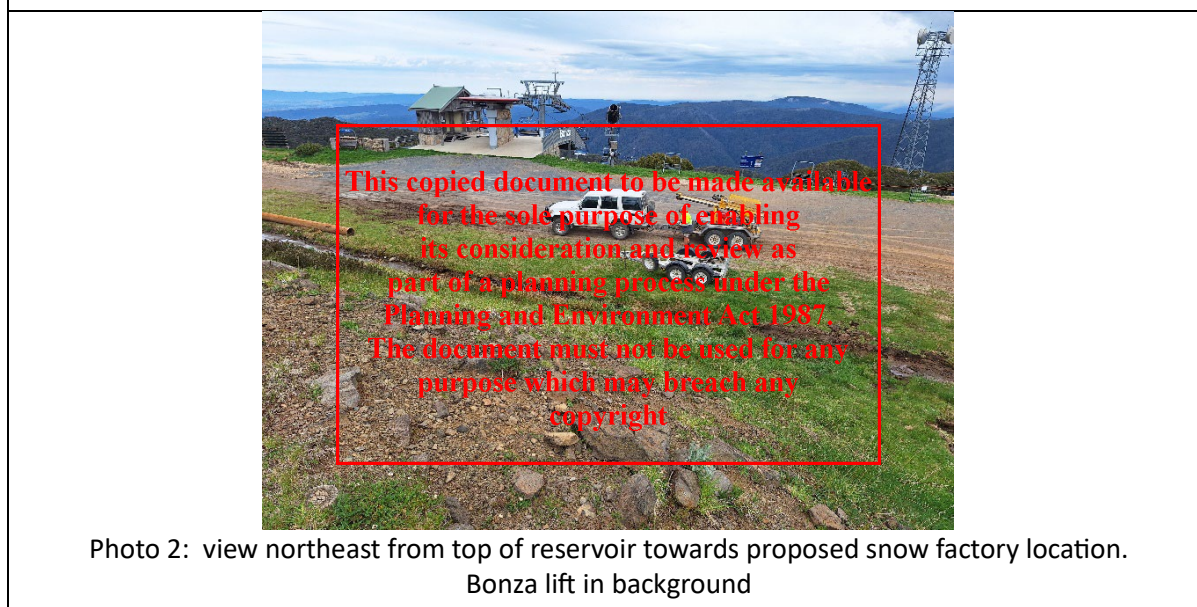 This copied document to be made available
for the sole purpose of enabling
its consideration and review as
part of a planning process under the
Planning and Environment Act 1987.
The document must not be used for any
purpose which may breach any
copyright
Photo 2:  view northeast from top of reservoir towards proposed snow factory location.
Bonza lift in background